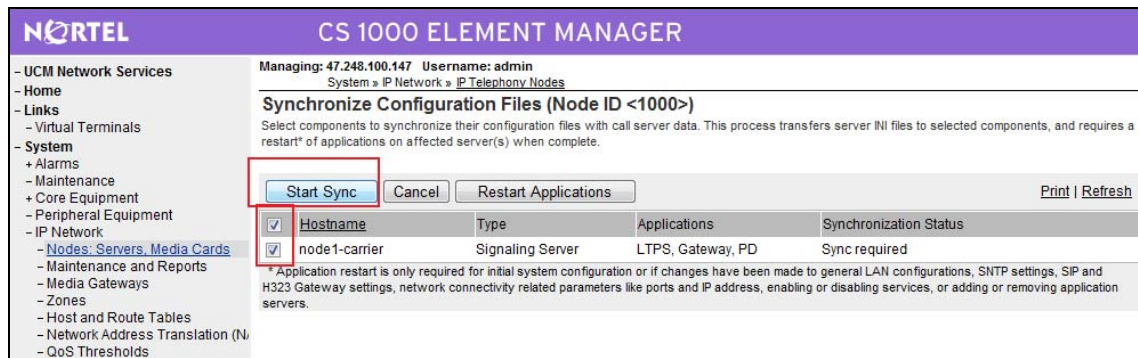 NORTEL
CS 1000 ELEMENT MANAGER
- UCM Network Services
- Home
- Links
- Virtual Terminals
- System
+ Alarms
- Maintenance
+ Core Equipment
- Peripheral Equipment
- IP Network
- Nodes: Servers, Media Cards
- Maintenance and Reports
- Media Gateways
- Zones
- Host and Route Tables
- Network Address Translation (N
- QoS Thresholds
Managing: 47.248.100.147 Username: admin
System » IP Network » IP Telephony Nodes
Synchronize Configuration Files (Node ID <1000>)
Select components to synchronize their configuration files with call server data. This process transfers server INI files to selected components, and requires a
restart* of applications on affected server(s) when complete.
Start Sync Cancel Restart Applications Print | Refresh
Hostname Type Applications Synchronization Status
node1-carrier Signaling Server LTPS, Gateway, PD Sync required
* Application restart is only required for initial system configuration or if changes have been made to general LAN configurations, SNTP settings, SIP and
H323 Gateway settings, network connectivity related parameters like ports and IP address, enabling or disabling services, or adding or removing application
servers.